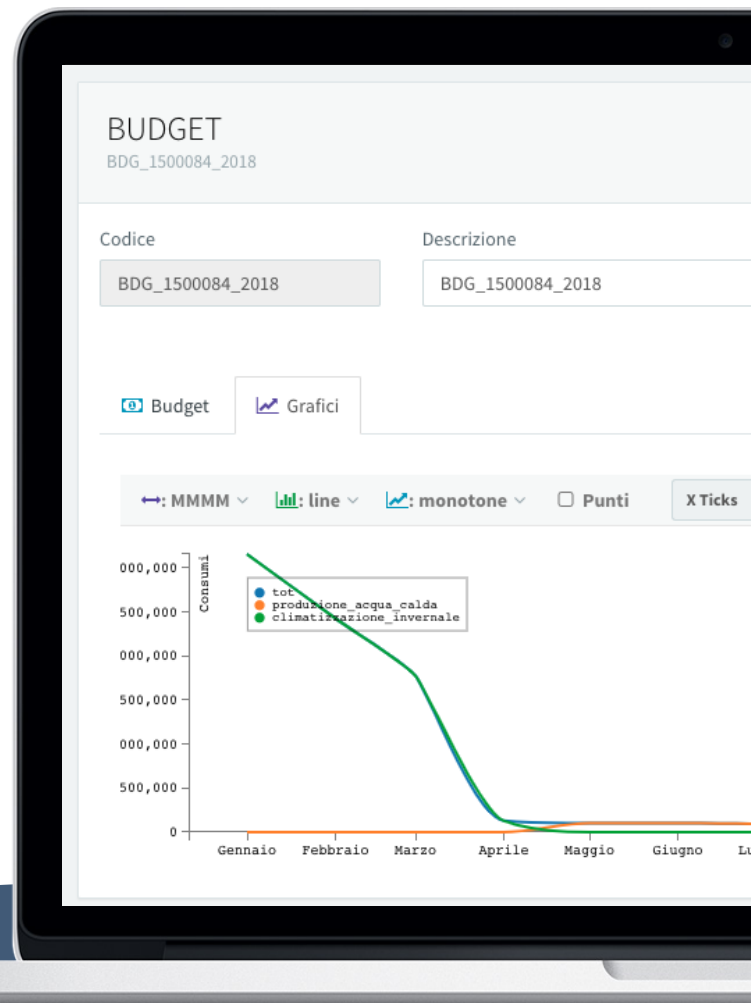 BUDGET
BDG_1500084_2018
Codice
Descrizione
BDG_1500084_2018
BDG_1500084_2018
Budget
Grafici
: MMMM
: line
: monotone
Punti
X Ticks
Consumi
000,000
500,000
000,000
500,000
000,000
500,000
0
tot
produzione_acqua_calda
climatizzazione_invernale
Gennaio
Febbraio
Marzo
Aprile
Maggio
Giugno